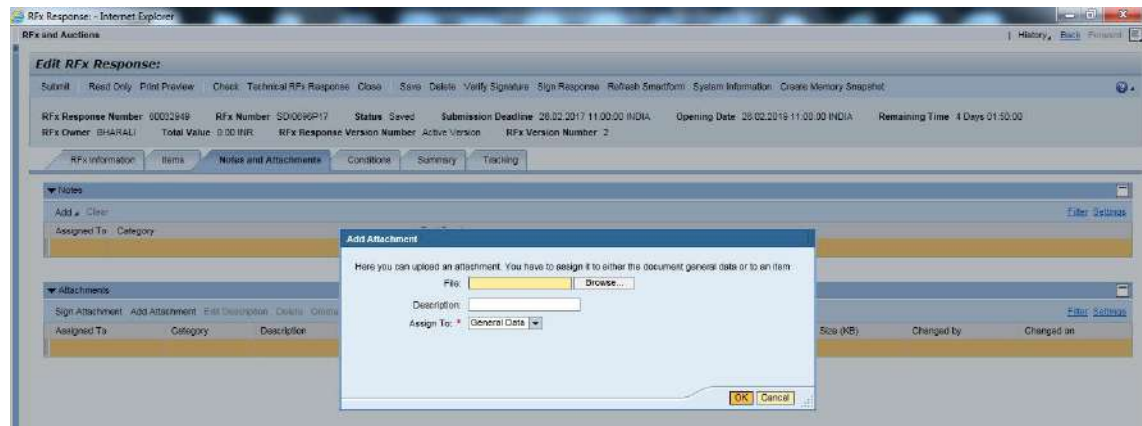 RFx Response: - Internet Explorer
RFx and Auctions
History, Back Forward
Edit RFx Response:
Submit Read Only Print Preview Check Technical RFx Response Close Save Delete Verify Signature Sign Response Refresh Smartform System Information Create Memory Snapshot
RFx Response Number 60032949 RFx Number SDI0696P17 Status Saved Submission Deadline 28.02.2017 11:00:00 INDIA Opening Date 28.02.2019 11:00:00 INDIA Remaining Time 4 Days 01:50:00
RFx Owner BHARALI Total Value 0.00 INR RFx Response Version Number Active Version RFx Version Number 2
RFx Information Items Notes and Attachments Conditions Summary Tracking
Notes
Add Clear
Filter Settings
Assigned To Category
Add Attachment
Here you can upload an attachment. You have to assign it to either the document general data or to an item
File: Browse...
Description:
Assign To: * General Data
OK Cancel
Attachments
Sign Attachment Add Attachment Edit Description Delete
Filter Settings
Assigned To Category Description Size (KB) Changed by Changed on